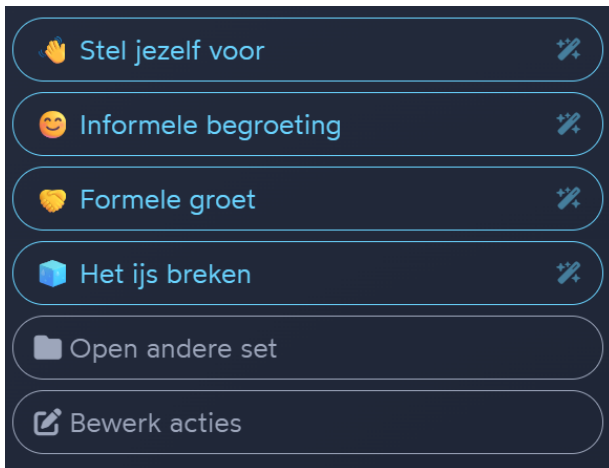 Stel jezelf voor
Informele begroeting
Formele groet
Het ijs breken
Open andere set
Bewerk acties